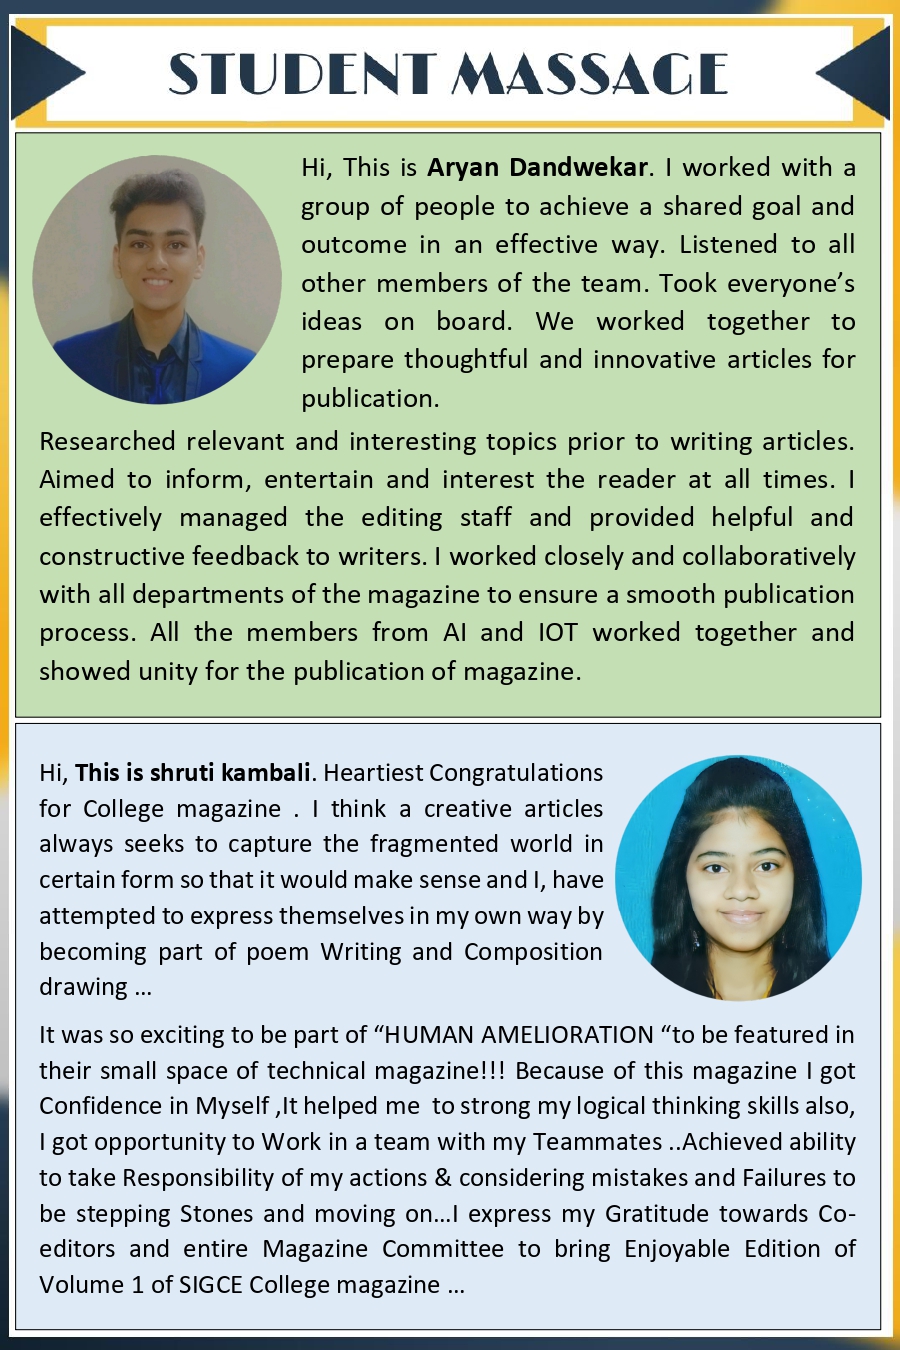 STUDENT MASSAGE
Hi, This is Aryan Dandwekar. I worked with a
group of people to achieve a shared goal and
outcome in an effective way. Listened to all
other members of the team. Took everyone’s
ideas on board. We worked together to
prepare thoughtful and innovative articles for
publication.
Researched relevant and interesting topics prior to writing articles.
Aimed to inform, entertain and interest the reader at all times. I
effectively managed the editing staff and provided helpful and
constructive feedback to writers. I worked closely and collaboratively
with all departments of the magazine to ensure a smooth publication
process. All the members from AI and IOT worked together and
showed unity for the publication of magazine.
Hi, This is shruti kambali. Heartiest Congratulations
for College magazine . I think a creative articles
always seeks to capture the fragmented world in
certain form so that it would make sense and I, have
attempted to express themselves in my own way by
becoming part of poem Writing and Composition
drawing ...
It was so exciting to be part of “HUMAN AMELIORATION “to be featured in
their small space of technical magazine!!! Because of this magazine I got
Confidence in Myself ,It helped me  to strong my logical thinking skills also,
I got opportunity to Work in a team with my Teammates ..Achieved ability
to take Responsibility of my actions & considering mistakes and Failures to
be stepping Stones and moving on...I express my Gratitude towards Co-
editors and entire Magazine Committee to bring Enjoyable Edition of
Volume 1 of SIGCE College magazine ...